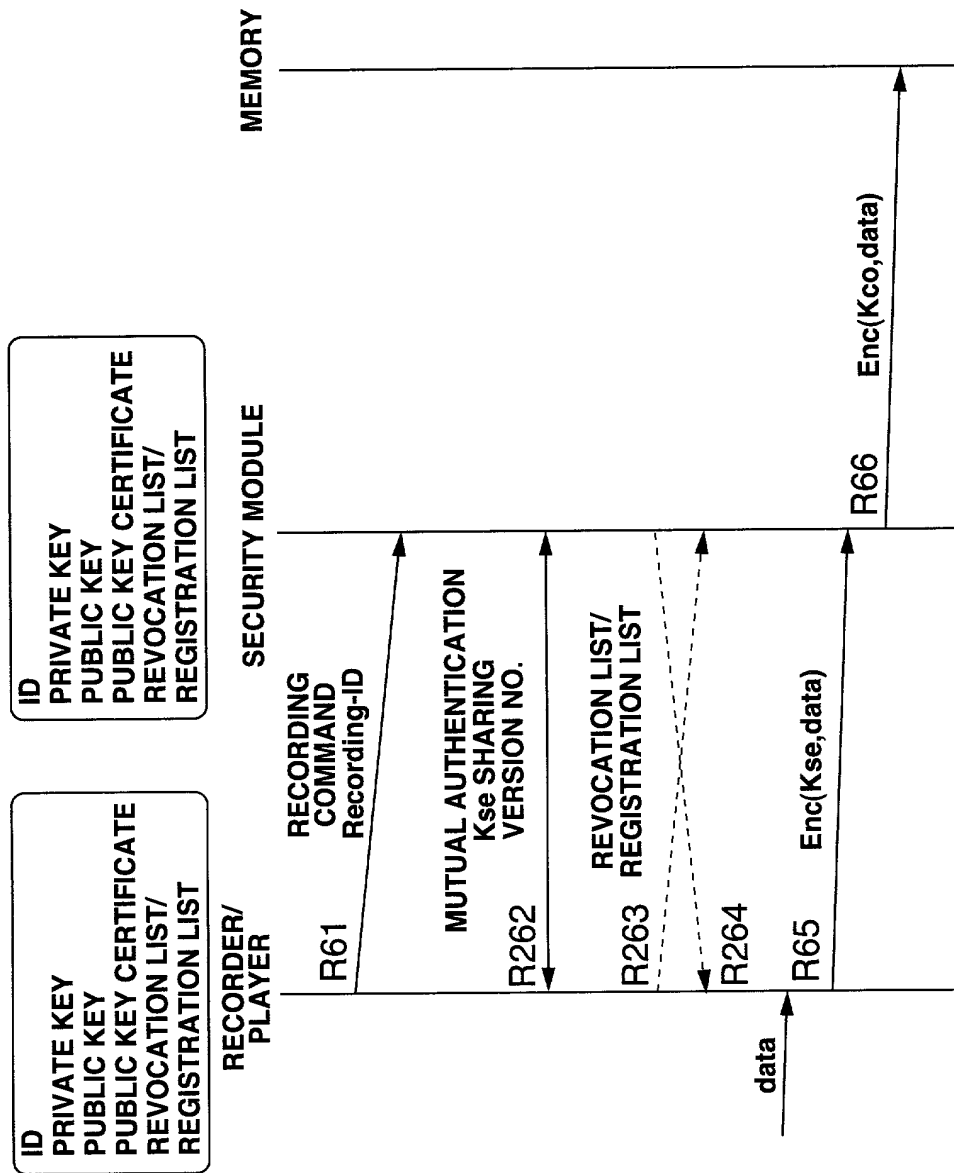 ID
PRIVATE KEY
PUBLIC KEY
PUBLIC KEY CERTIFICATE
REVOCATION LIST/
REGISTRATION LIST
ID
PRIVATE KEY
PUBLIC KEY
PUBLIC KEY CERTIFICATE
REVOCATION LIST/
REGISTRATION LIST
RECORDER/
PLAYER
SECURITY MODULE
MEMORY
R61
RECORDING
COMMAND
Recording-ID
R262
MUTUAL AUTHENTICATION
Kse SHARING
VERSION NO.
R263
REVOCATION LIST/
REGISTRATION LIST
R264
data
R65
Enc(Kse,data)
R66
Enc(Kco,data)